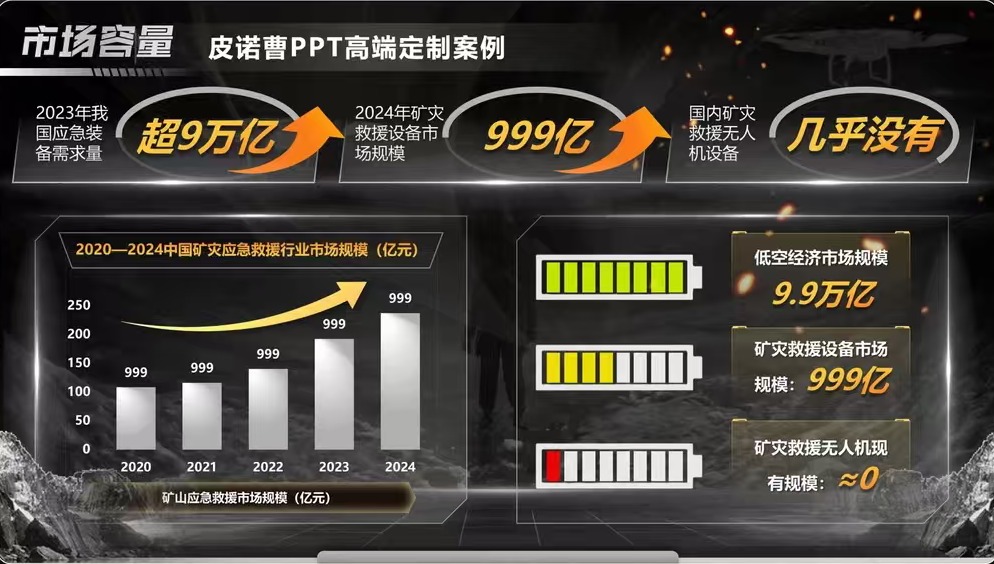 市场容量
皮诺曹PPT高端定制案例
2023年我
国应急装
备需求量
超9万亿
2024年矿灾
救援设备市
场规模
999亿
国内矿灾
救援无人
机设备
几乎没有
2020—2024中国矿灾应急救援行业市场规模（亿元）
250
200
150
100
50
0
999
999
999
999
999
2020
2021
2022
2023
2024
矿山应急救援市场规模（亿元）
低空经济市场规模
9.9万亿
矿灾救援设备市场
规模：999亿
矿灾救援无人机现
有规模：≈0